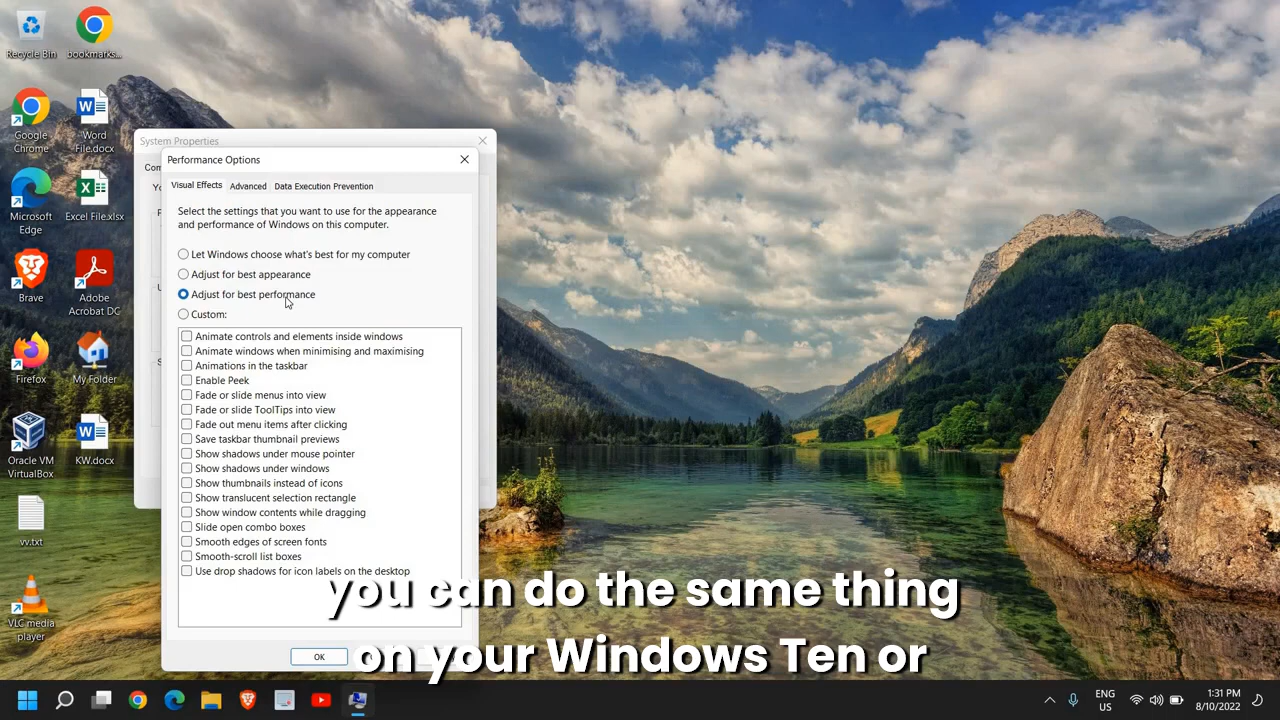 Recycle Bin
bookmarks...
Google
Chrome
Word
File.docx
Microsoft
Edge
Excel File.xlsx
Brave
Adobe
Acrobat DC
Firefox
My Folder
Oracle VM
VirtualBox
KW.docx
vv.txt
VLC media
player
System Properties
Com
Yo
Performance Options
Visual Effects
Advanced
Data Execution Prevention
Select the settings that you want to use for the appearance
and performance of Windows on this computer.
Let Windows choose what's best for my computer
Adjust for best appearance
Adjust for best performance
Custom:
Animate controls and elements inside windows
Animate windows when minimising and maximising
Animations in the taskbar
Enable Peek
Fade or slide menus into view
Fade or slide ToolTips into view
Fade out menu items after clicking
Save taskbar thumbnail previews
Show shadows under mouse pointer
Show shadows under windows
Show thumbnails instead of icons
Show translucent selection rectangle
Show window contents while dragging
Slide open combo boxes
Smooth edges of screen fonts
Smooth-scroll list boxes
Use drop shadows for icon labels on the desktop
OK
you can do the same thing
on your Windows Ten or
ENG
US
1:31 PM
8/10/2022